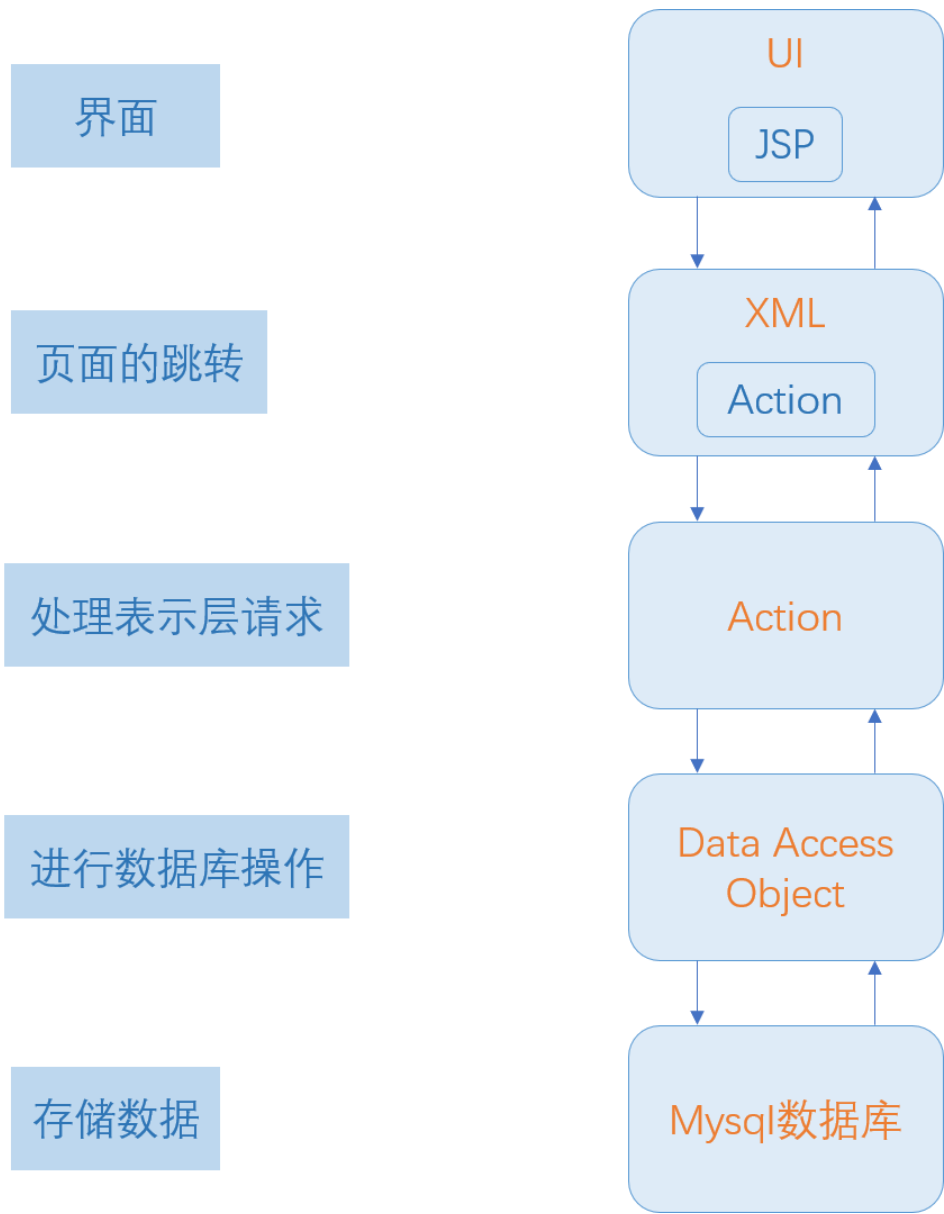 界面
UI
JSP
页面的跳转
XML
Action
处理表示层请求
Action
进行数据库操作
Data Access
Object
存储数据
Mysql数据库